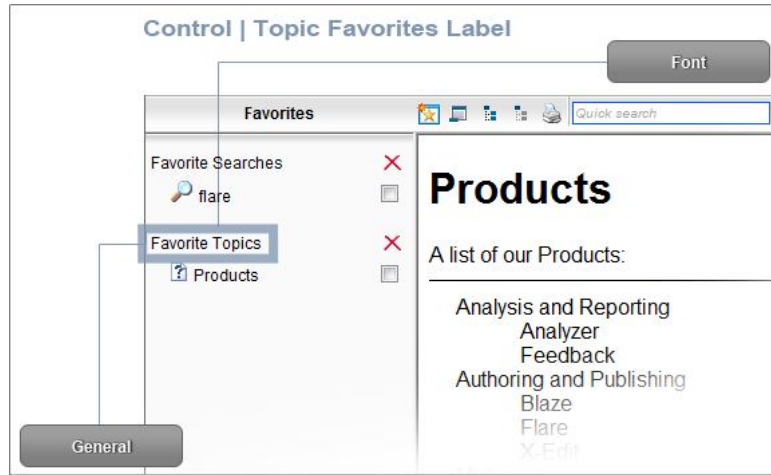 Control | Topic Favorites Label
Font
Favorites
Quick search
Favorite Searches
flare
Favorite Topics
Products
General
Products
A list of our Products:
Analysis and Reporting
Analyzer
Feedback
Authoring and Publishing
Blaze
Flare
X-Edit